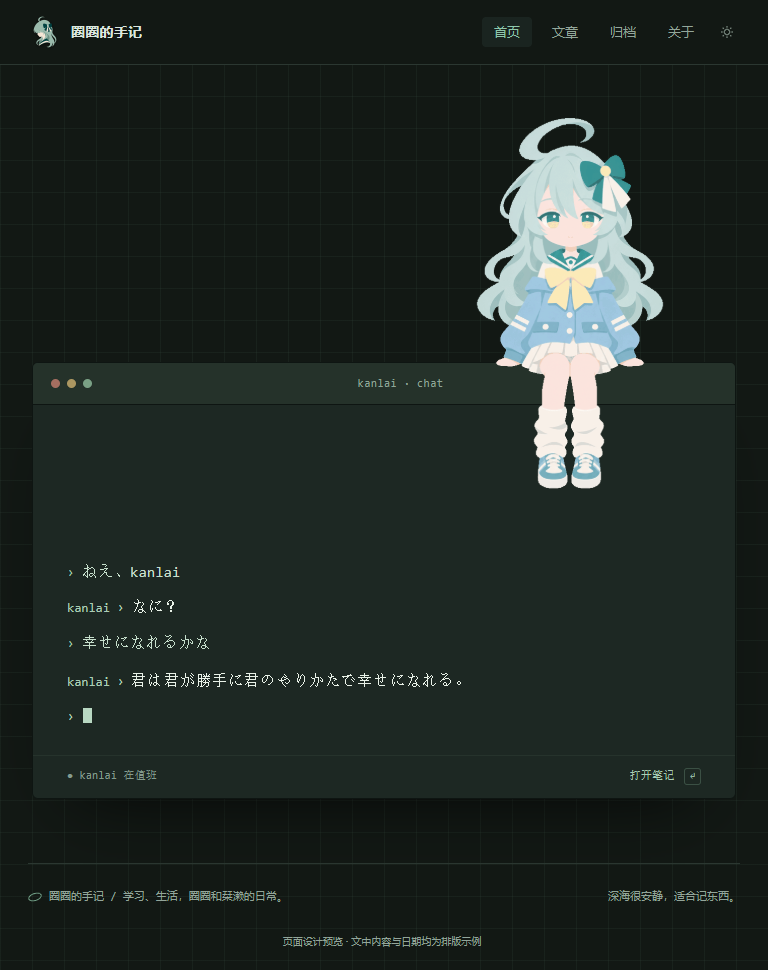 圈圈的手记
首页 文章 归档 关于
kanlai · chat
› ねえ、kanlai
kanlai › なに?
› 幸せになれるかな
kanlai › 君は君が勝手に君のやりかたで幸せになれる。
›
kanlai 在值班
打开笔记 ↵
圈圈的手记 / 学习、生活,圈圈和栞濑的日常。
深海很安静,适合记东西。
页面设计预览 · 文中内容与日期均为排版示例